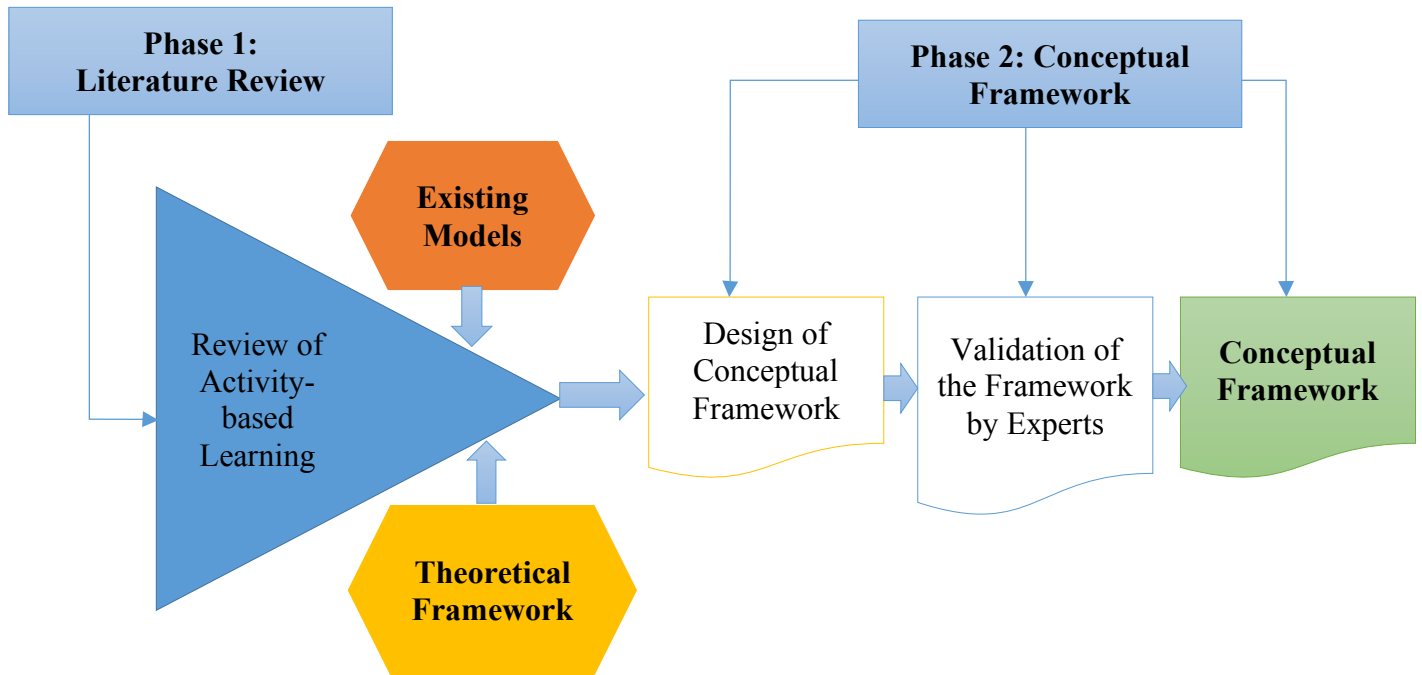 Phase 1:
Literature Review
Phase 2: Conceptual
Framework
Existing
Models
Review of
Activity-
based
Learning
Theoretical
Framework
Design of
Conceptual
Framework
Validation of
the Framework
by Experts
Conceptual
Framework